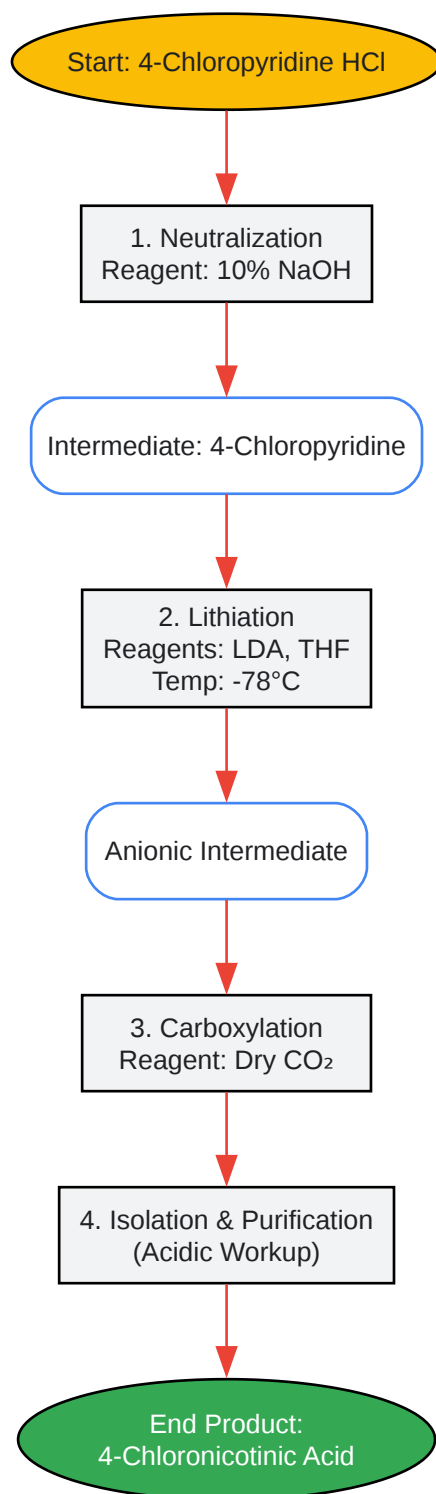 Start: 4-Chloropyridine HCl
1. Neutralization
Reagent: 10% NaOH
Intermediate: 4-Chloropyridine
2. Lithiation
Reagents: LDA, THF
Temp: -78°C
Anionic Intermediate
3. Carboxylation
Reagent: Dry CO₂
4. Isolation & Purification
(Acidic Workup)
End Product:
4-Chloronicotinic Acid